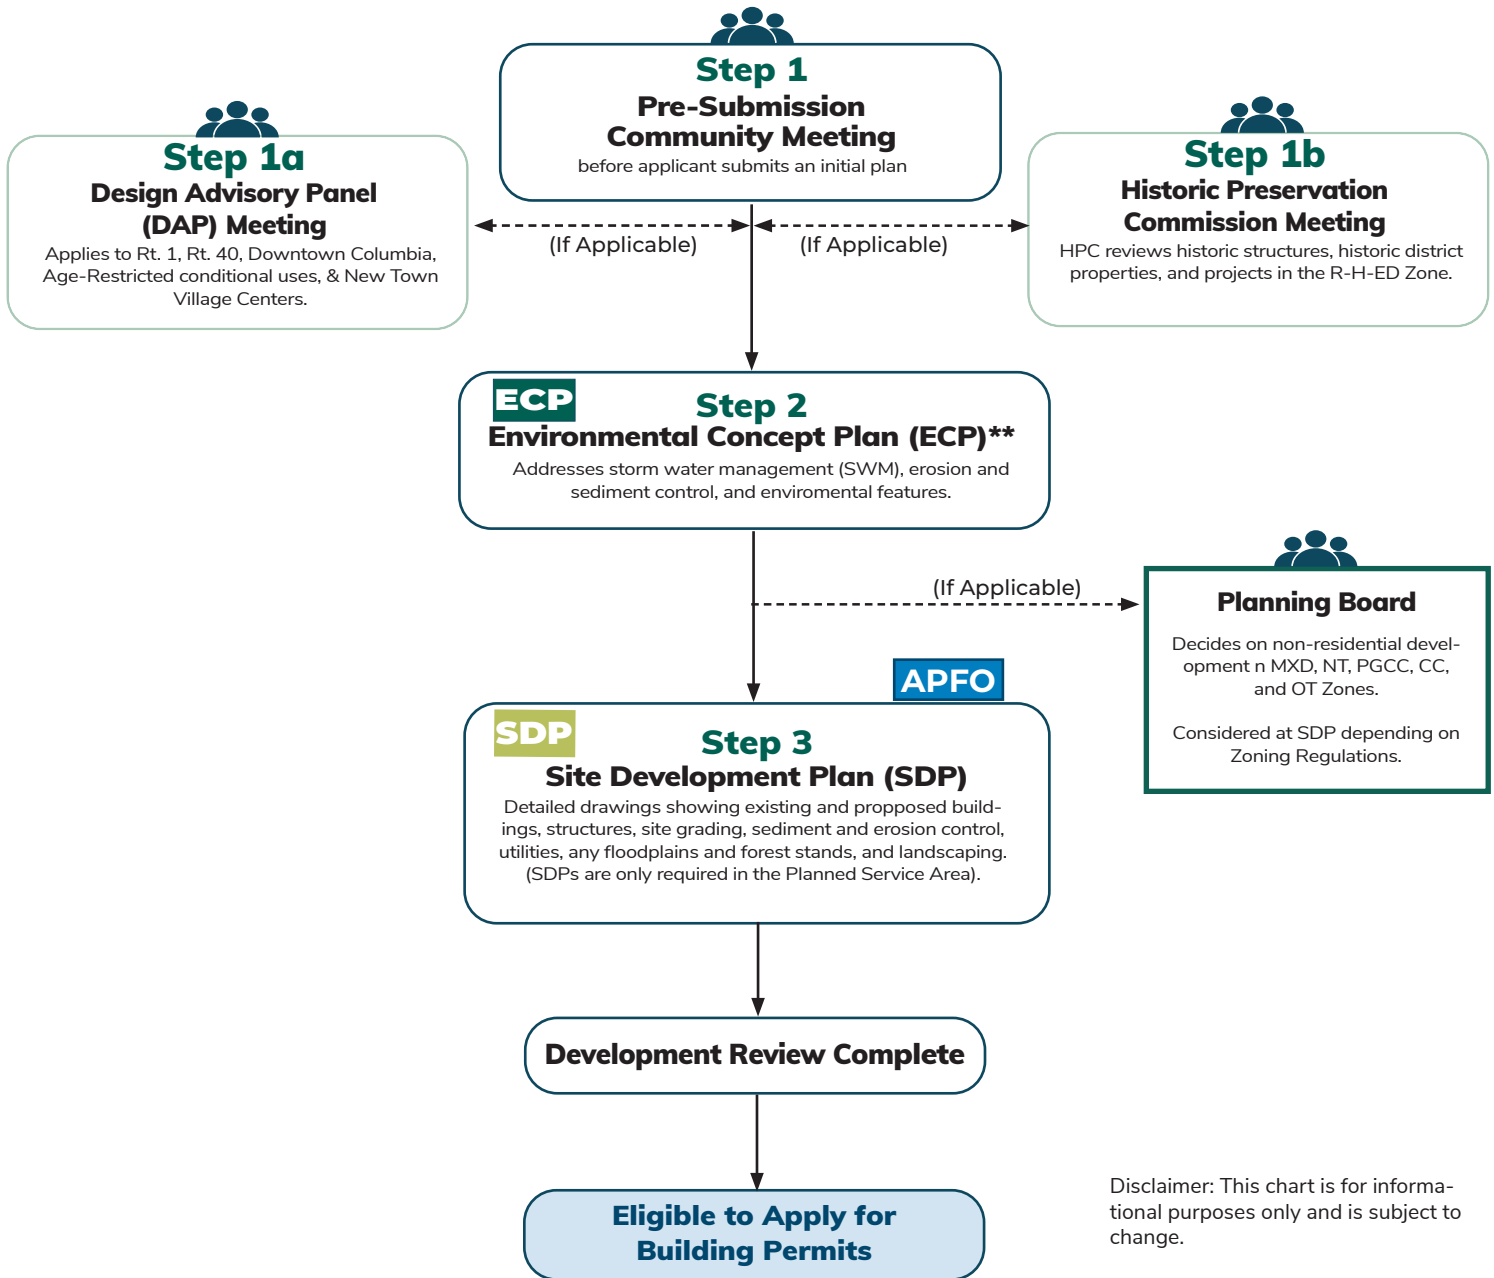 Step 1
Pre-Submission
Community Meeting
before applicant submits an initial plan
Step 1a
Design Advisory Panel
(DAP) Meeting
Applies to Rt. 1, Rt. 40, Downtown Columbia,
Age-Restricted conditional uses, & New Town
Village Centers.
(If Applicable)
(If Applicable)
Step 1b
Historic Preservation
Commission Meeting
HPC reviews historic structures, historic district
properties, and projects in the R-H-ED Zone.
ECP
Step 2
Environmental Concept Plan (ECP)**
Addresses storm water management (SWM), erosion and
sediment control, and enviromental features.
(If Applicable)
Planning Board
Decides on non-residential devel-
opment n MXD, NT, PGCC, CC,
and OT Zones.
Considered at SDP depending on
Zoning Regulations.
APFO
SDP
Step 3
Site Development Plan (SDP)
Detailed drawings showing existing and propposed build-
ings, structures, site grading, sediment and erosion control,
utilities, any floodplains and forest stands, and landscaping.
(SDPs are only required in the Planned Service Area).
Development Review Complete
Eligible to Apply for
Building Permits
Disclaimer: This chart is for informa-
tional purposes only and is subject to
change.